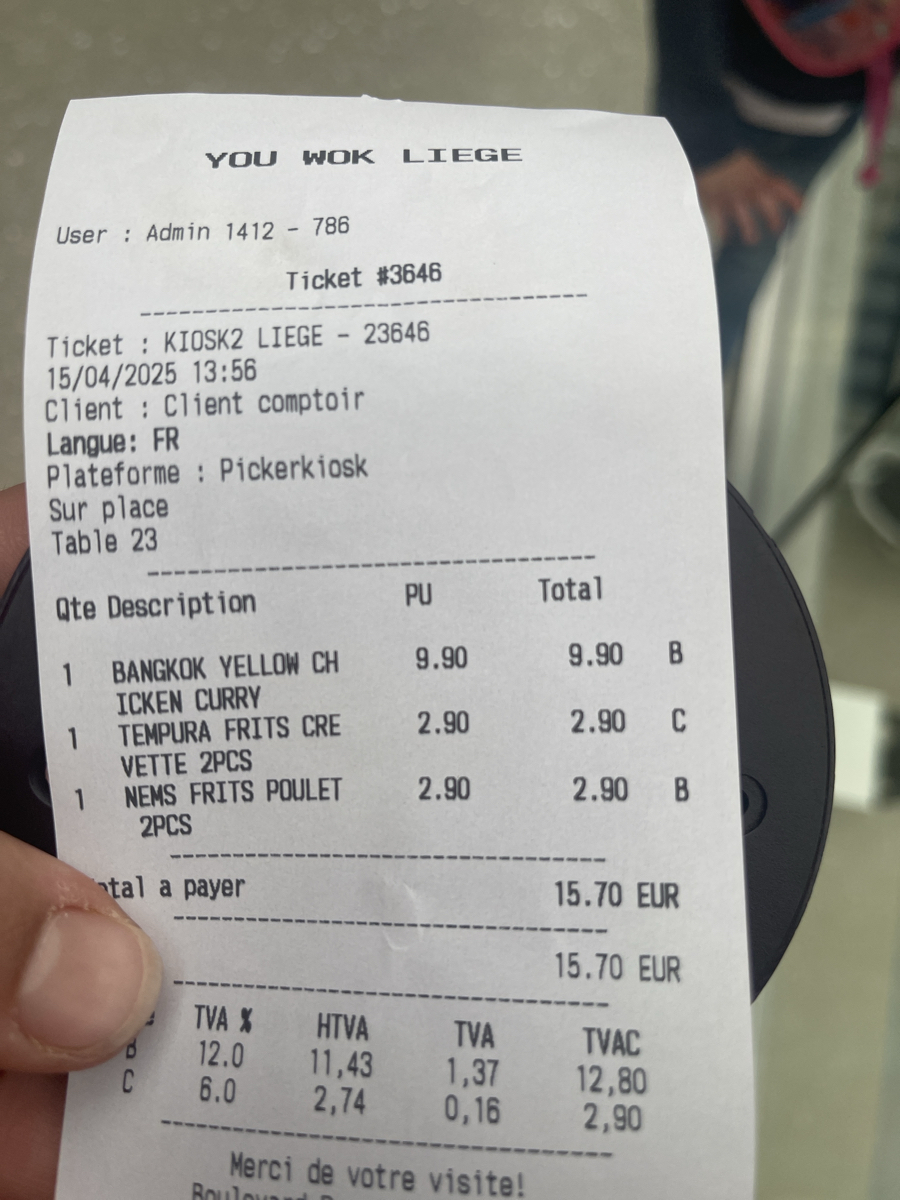 YOU WOK LIEGE
User : Admin 1412 - 786
Ticket #3646
Ticket : KIOSK2 LIEGE - 23646
15/04/2025 13:56
Client : Client comptoir
Langue: FR
Plateforme : Pickerkiosk
Sur place
Table 23
Qte Description PU Total
1 BANGKOK YELLOW CH 9.90 9.90 B
ICKEN CURRY
1 TEMPURA FRITS CRE 2.90 2.90 C
VETTE 2PCS
1 NEMS FRITS POULET 2.90 2.90 B
2PCS
a payer 15.70 EUR
15.70 EUR
TVA % HTVA TVA TVAC
B 12.0 11,43 1,37 12,80
C 6.0 2,74 0,16 2,90
Merci de votre visite!
Boulevard